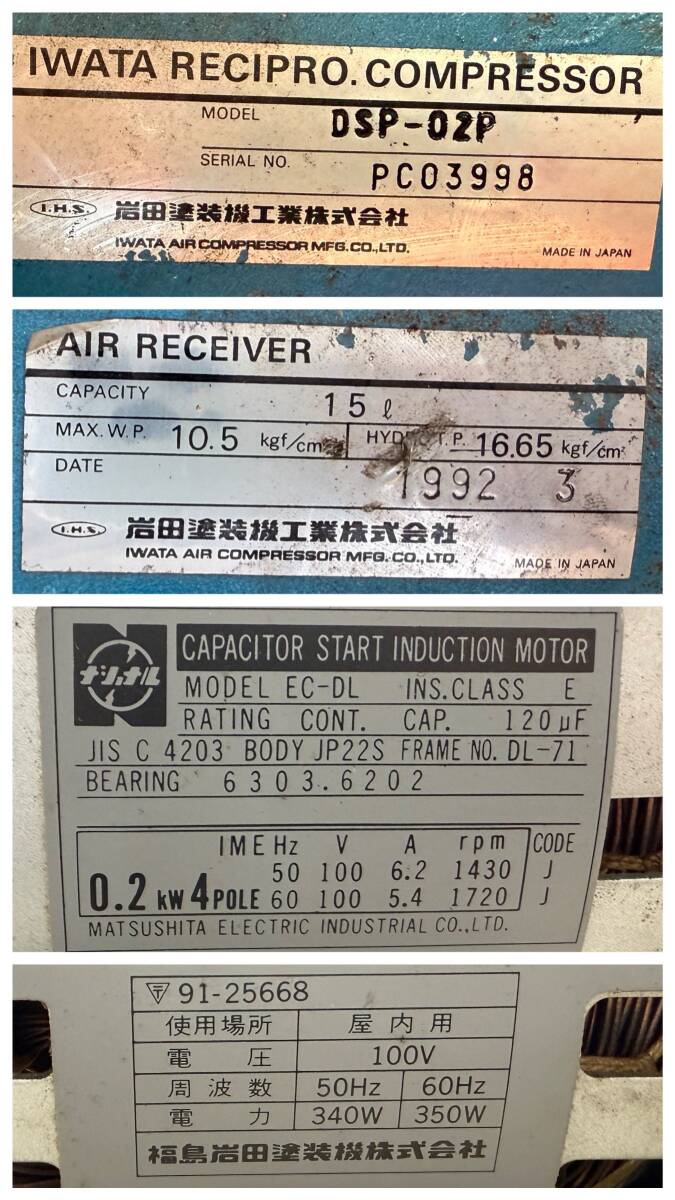 IWATA RECIPRO. COMPRESSOR
MODEL DSP-02P
SERIAL NO. PC03998
I.H.S. 岩田塗装機工業株式会社
IWATA AIR COMPRESSOR MFG.CO.,LTD. MADE IN JAPAN
AIR RECEIVER
CAPACITY 15 ℓ
MAX. W. P. 10.5 kgf/cm² T.P. 16.65 kgf/cm²
DATE 1992 3
I.H.S. 岩田塗装機工業株式会社
IWATA AIR COMPRESSOR MFG. CO., LTD. MADE IN JAPAN
ナショナル
CAPACITOR START INDUCTION MOTOR
MODEL EC-DL INS.CLASS E
RATING CONT. CAP. 120µF
JIS C 4203 BODY JP22S FRAME NO. DL-71
BEARING 6303.6202
IME Hz V A rpm CODE
50 100 6.2 1430 J
0.2 kW 4 POLE 60 100 5.4 1720 J
MATSUSHITA ELECTRIC INDUSTRIAL CO.,LTD.
91-25668
使用場所 屋内用
電圧 100V
周波数 50Hz 60Hz
電力 340W 350W
福島岩田塗装機株式会社